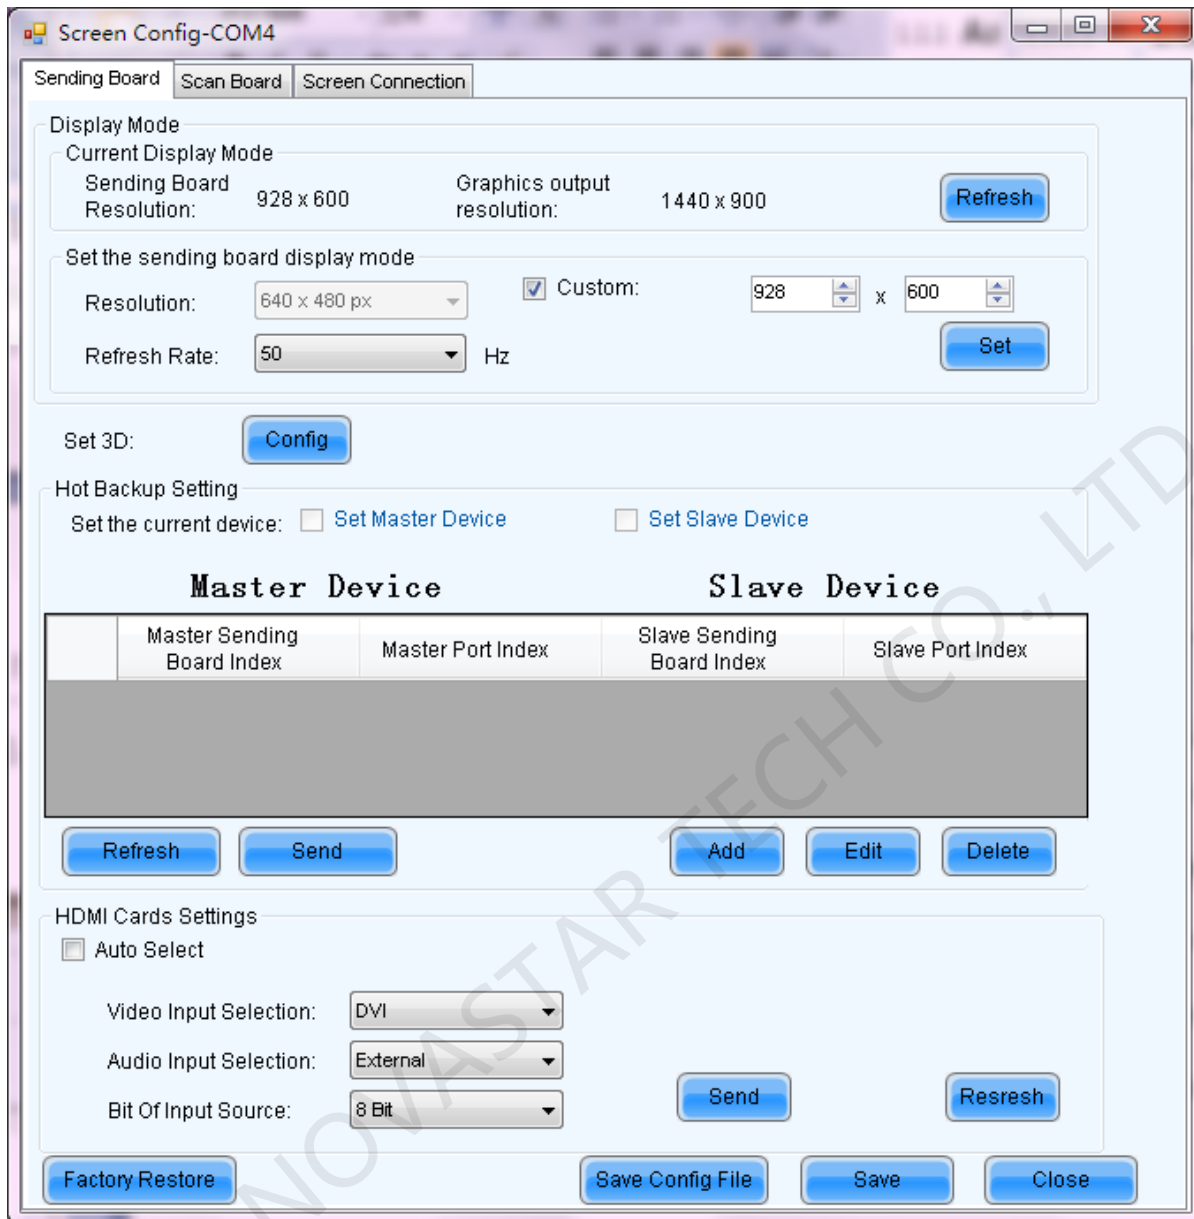 Screen Config-COM4
Sending Board
Scan Board
Screen Connection
Display Mode
Current Display Mode
Sending Board
Resolution:
928 x 600
Graphics output
resolution:
1440 x 900
Refresh
Set the sending board display mode
Resolution:
640 x 480 px
Custom:
928
x
600
Refresh Rate:
50
Hz
Set
Set 3D:
Config
Hot Backup Setting
Set the current device:
Set Master Device
Set Slave Device
Master Device
Slave Device
Master Sending
Board Index
Master Port Index
Slave Sending
Board Index
Slave Port Index
Refresh
Send
Add
Edit
Delete
HDMI Cards Settings
Auto Select
Video Input Selection:
DVI
Audio Input Selection:
External
Bit Of Input Source:
8 Bit
Send
Resresh
Factory Restore
Save Config File
Save
Close
NOVASTAR TECH CO., LTD